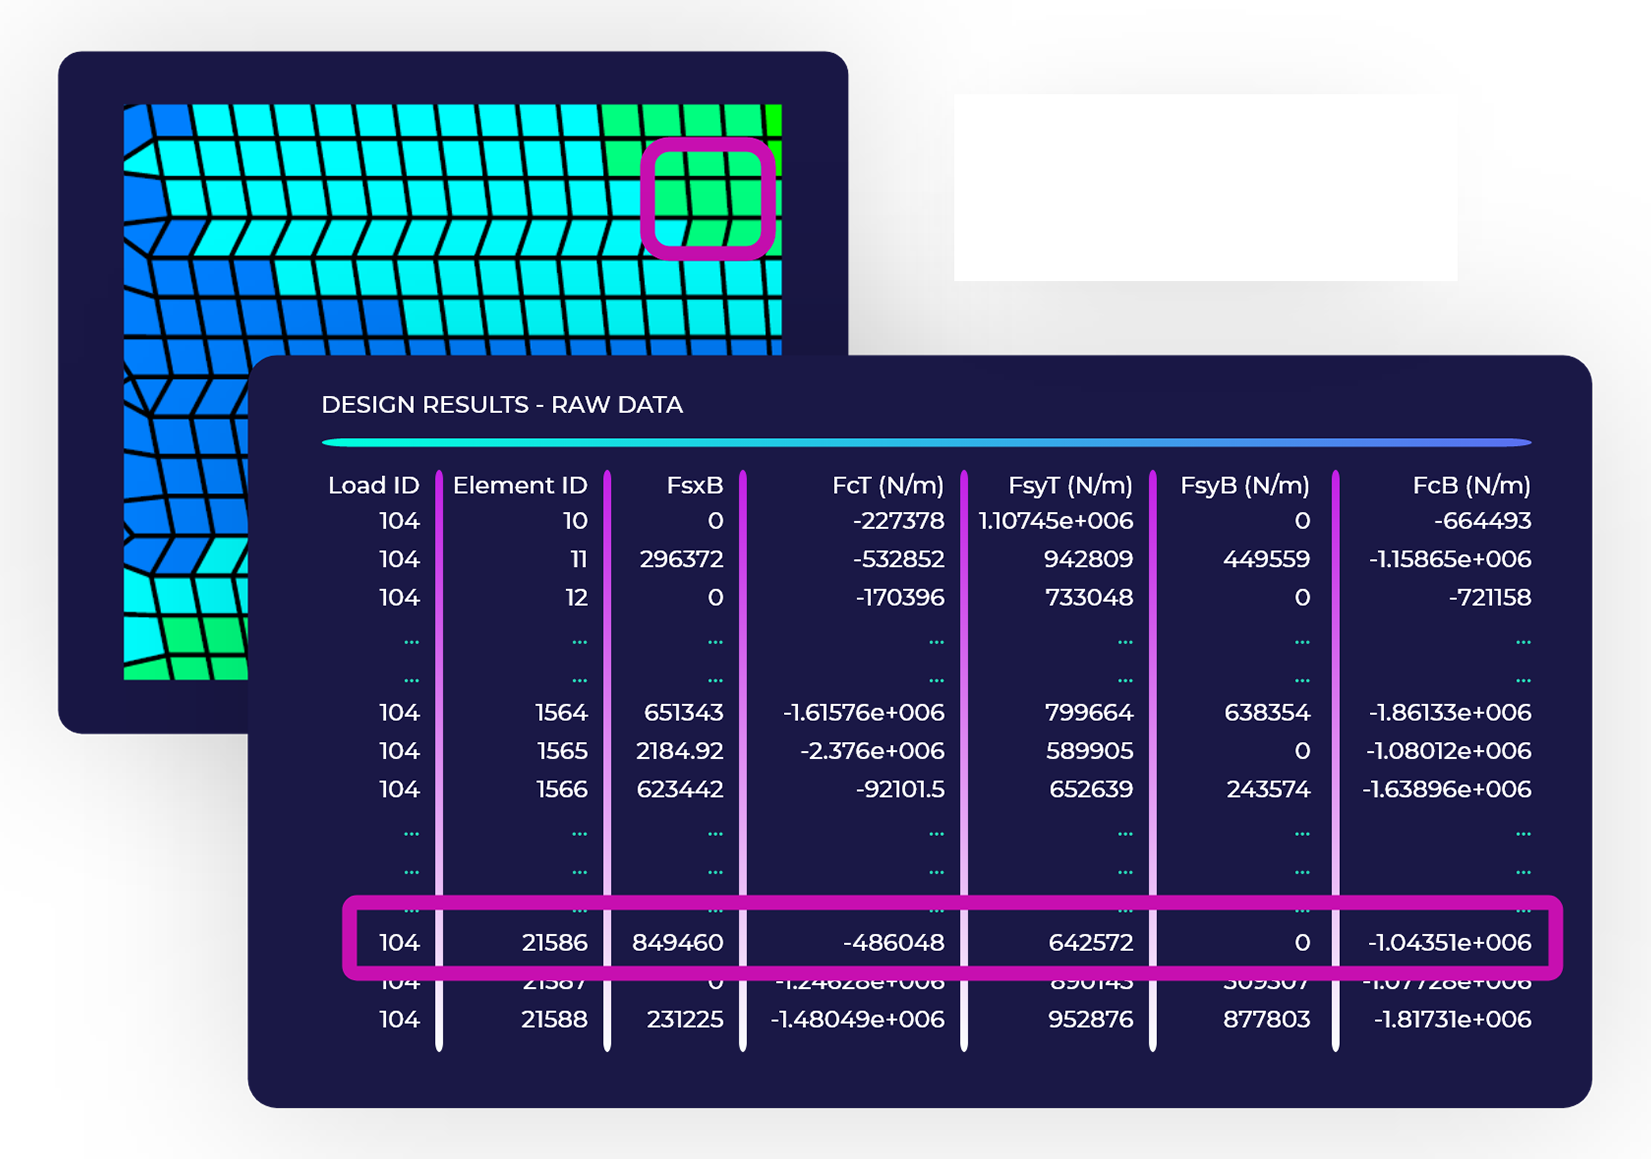 DESIGN RESULTS - RAW DATA
Load ID Element ID FsxB FcT (N/m) FsyT (N/m) FsyB (N/m) FcB (N/m)
104 10 0 -227378 1.10745e+006 0 -664493
104 11 296372 -532852 942809 449559 -1.15865e+006
104 12 0 -170396 733048 0 -721158
... ... ... ... ... ... ...
... ... ... ... ... ... ...
104 1564 651343 -1.61576e+006 799664 638354 -1.86133e+006
104 1565 2184.92 -2.376e+006 589905 0 -1.08012e+006
104 1566 623442 -92101.5 652639 243574 -1.63896e+006
... ... ... ... ... ... ...
... ... ... ... ... ... ...
... ... ... ... ... ... ...
104 21586 849460 -486048 642572 0 -1.04351e+006
104 21587 0 -1.24628e+006 -1.07728e+006
104 21588 231225 -1.48049e+006 952876 877803 -1.81731e+006